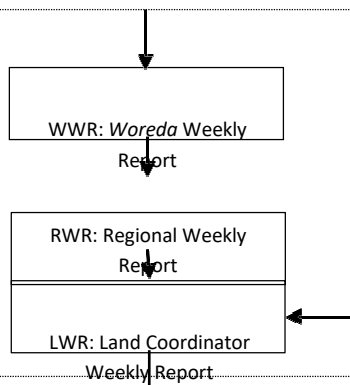 WWR: Woreda Weekly
Report
RWR: Regional Weekly
Report
LWR: Land Coordinator
Weekly Report